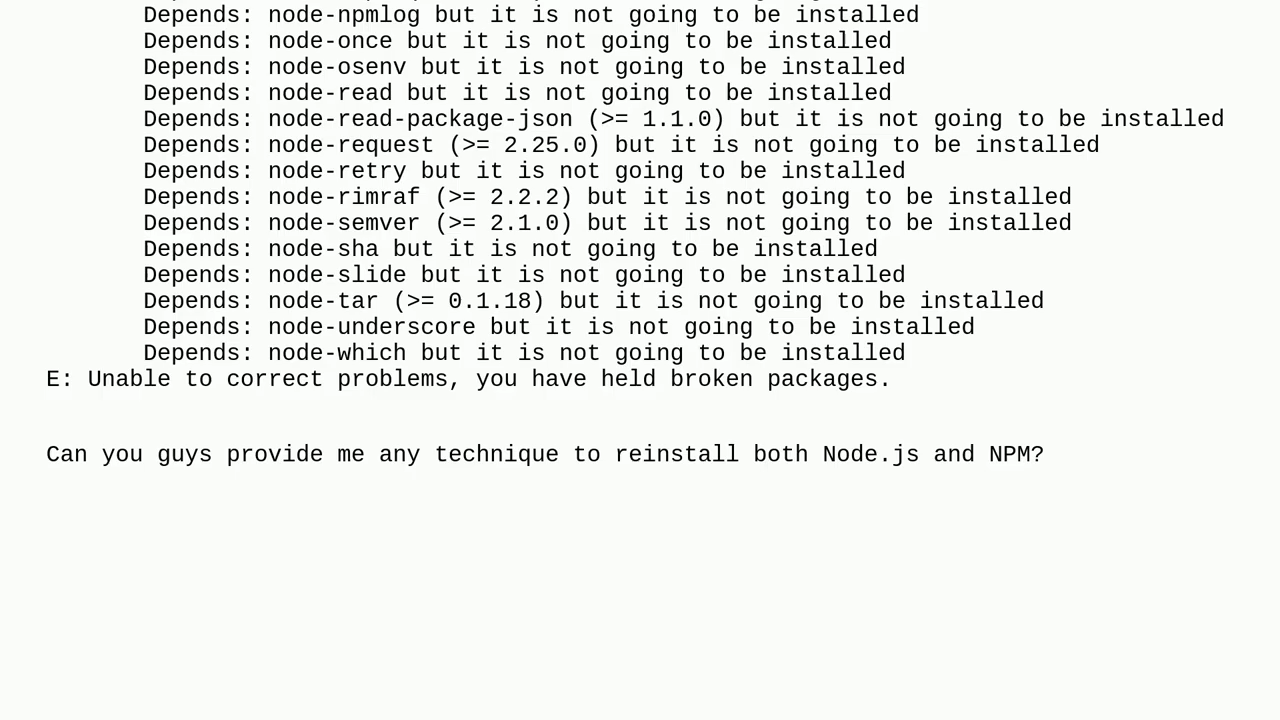 Depends: node-npmlog but it is not going to be installed
Depends: node-once but it is not going to be installed
Depends: node-osenv but it is not going to be installed
Depends: node-read but it is not going to be installed
Depends: node-read-package-json (>= 1.1.0) but it is not going to be installed
Depends: node-request (>= 2.25.0) but it is not going to be installed
Depends: node-retry but it is not going to be installed
Depends: node-rimraf (>= 2.2.2) but it is not going to be installed
Depends: node-semver (>= 2.1.0) but it is not going to be installed
Depends: node-sha but it is not going to be installed
Depends: node-slide but it is not going to be installed
Depends: node-tar (>= 0.1.18) but it is not going to be installed
Depends: node-underscore but it is not going to be installed
Depends: node-which but it is not going to be installed
E: Unable to correct problems, you have held broken packages.
Can you guys provide me any technique to reinstall both Node.js and NPM?